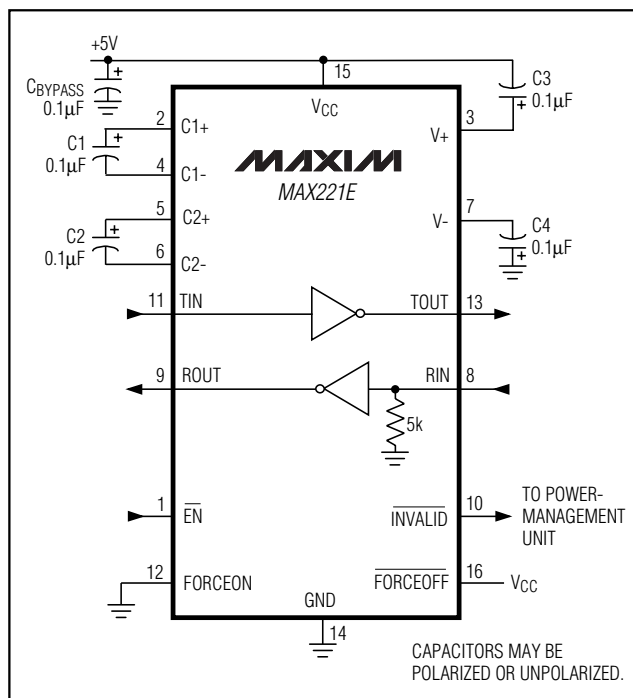 +5V
15
CBYPASS
+
0.1µF
VCC
C3
0.1µF
+
2
C1+
3
V+
C1
0.1µF
+
4
C1-
MAXIM
MAX221E
5
C2+
7
V-
C2
0.1µF
+
6
C2-
C4
0.1µF
+
11
TIN
TOUT
13
9
ROUT
RIN
8
5k
1
EN
INVALID
10
TO POWER-
MANAGEMENT
UNIT
12
FORCEON
FORCEOFF
16
VCC
GND
14
CAPACITORS MAY BE
POLARIZED OR UNPOLARIZED.